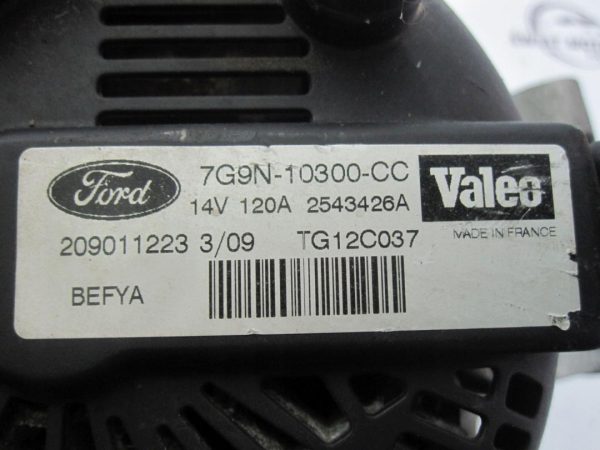 Ford
7G9N-10300-CC
Valeo
14V 120A 2543426A
209011223 3/09 TG12C037
MADE IN FRANCE
BEFYA